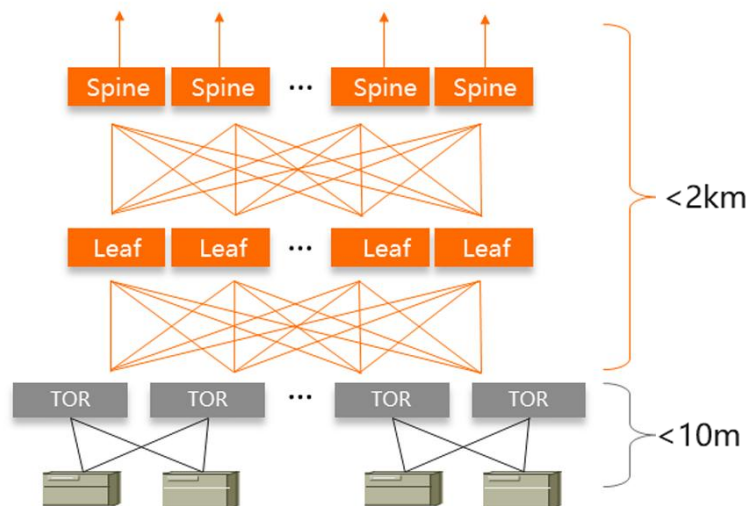 Spine Spine ... Spine Spine
<2km
Leaf Leaf ... Leaf Leaf
TOR TOR ... TOR TOR
<10m